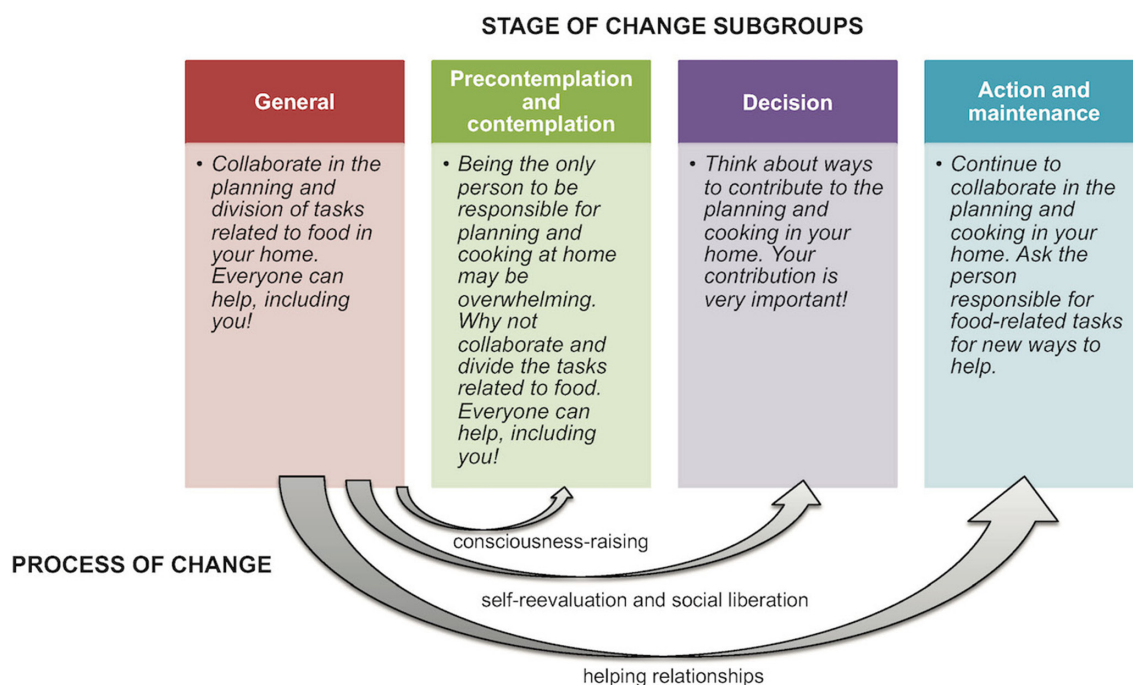 STAGE OF CHANGE SUBGROUPS
General
Precontemplation
and
contemplation
Decision
Action and
maintenance
• Collaborate in the
planning and
division of tasks
related to food in
your home.
Everyone can
help, including
you!
• Being the only
person to be
responsible for
planning and
cooking at home
may be
overwhelming.
Why not
collaborate and
divide the tasks
related to food.
Everyone can
help, including
you!
• Think about ways
to contribute to the
planning and
cooking in your
home. Your
contribution is
very important!
• Continue to
collaborate in the
planning and
cooking in your
home. Ask the
person
responsible for
food-related tasks
for new ways to
help.
consciousness-raising
PROCESS OF CHANGE
self-reevaluation and social liberation
helping relationships